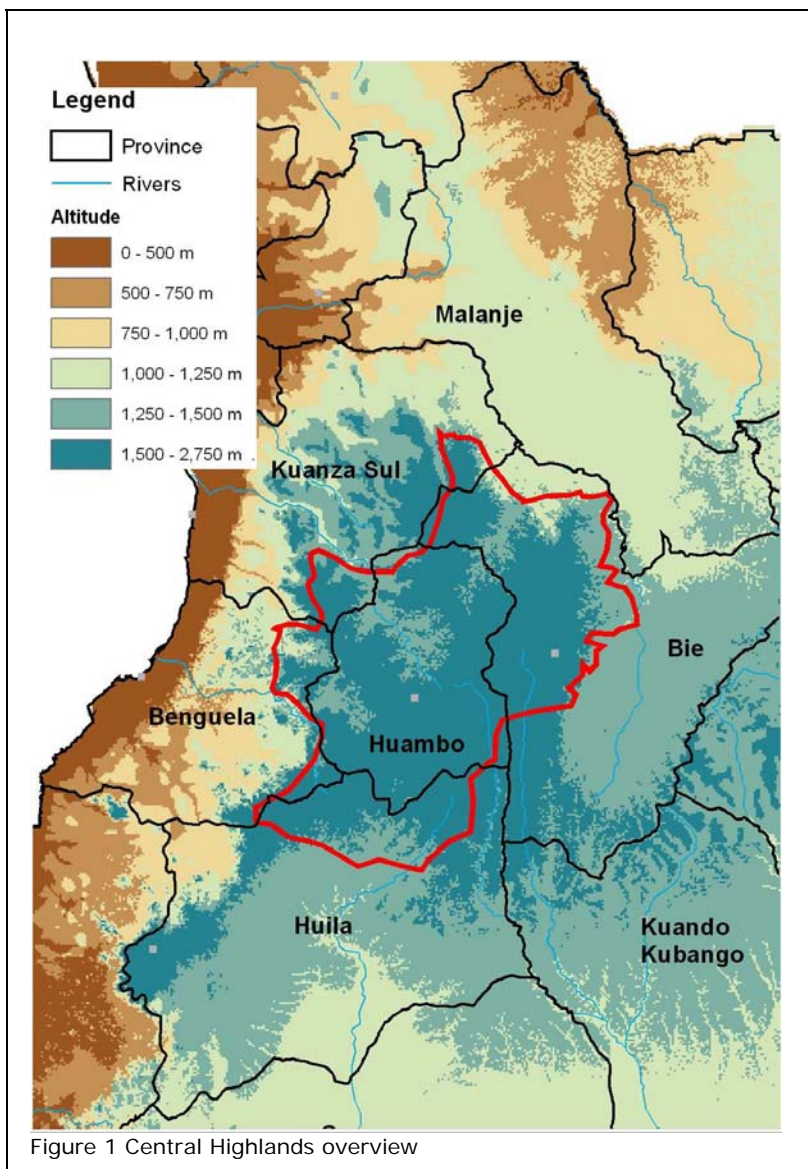 Legend
Province
Rivers
Altitude
0 - 500 m
500 - 750 m
750 - 1,000 m
1,000 - 1,250 m
1,250 - 1,500 m
1,500 - 2,750 m
Malanje
Kuanza Sul
Bie
Benguela
Huambo
Huila
Kuando
Kubango
Figure 1 Central Highlands overview